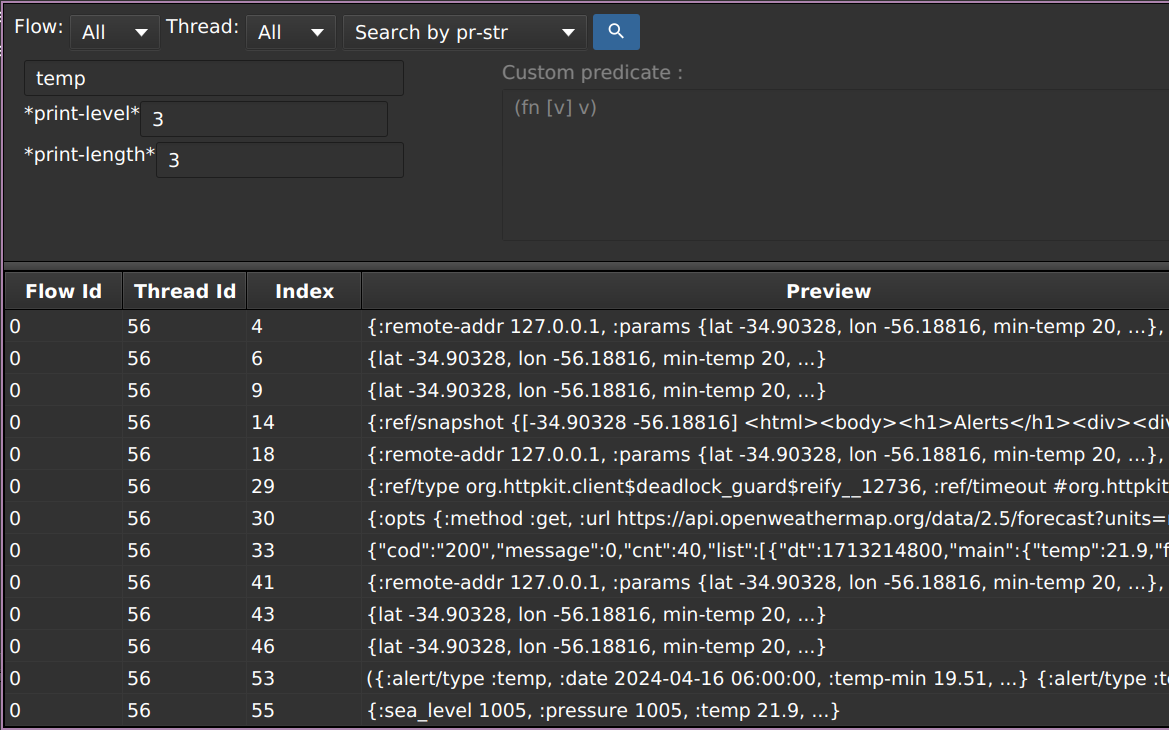 Flow: All Thread: All Search by pr-str
temp
Custom predicate :
(fn [v] v)
*print-level* 3
*print-length* 3
Flow Id Thread Id Index Preview
0 56 4 {:remote-addr 127.0.0.1, :params {lat -34.90328, lon -56.18816, min-temp 20, ...},
0 56 6 {lat -34.90328, lon -56.18816, min-temp 20, ...}
0 56 9 {lat -34.90328, lon -56.18816, min-temp 20, ...}
0 56 14 {:ref/snapshot {[-34.90328 -56.18816] <html><body><h1>Alerts</h1><div><div
0 56 18 {:remote-addr 127.0.0.1, :params {lat -34.90328, lon -56.18816, min-temp 20, ...},
0 56 29 {:ref/type org.httpkit.client$deadlock_guard$reify__12736, :ref/timeout #org.httpkit
0 56 30 {:opts {:method :get, :url https://api.openweathermap.org/data/2.5/forecast?units=
0 56 33 {"cod":"200","message":0,"cnt":40,"list":[{"dt":1713214800,"main":{"temp":21.9,"f
0 56 41 {:remote-addr 127.0.0.1, :params {lat -34.90328, lon -56.18816, min-temp 20, ...},
0 56 43 {lat -34.90328, lon -56.18816, min-temp 20, ...}
0 56 46 {lat -34.90328, lon -56.18816, min-temp 20, ...}
0 56 53 ({:alert/type :temp, :date 2024-04-16 06:00:00, :temp-min 19.51, ...} {:alert/type :t
0 56 55 {:sea_level 1005, :pressure 1005, :temp 21.9, ...}